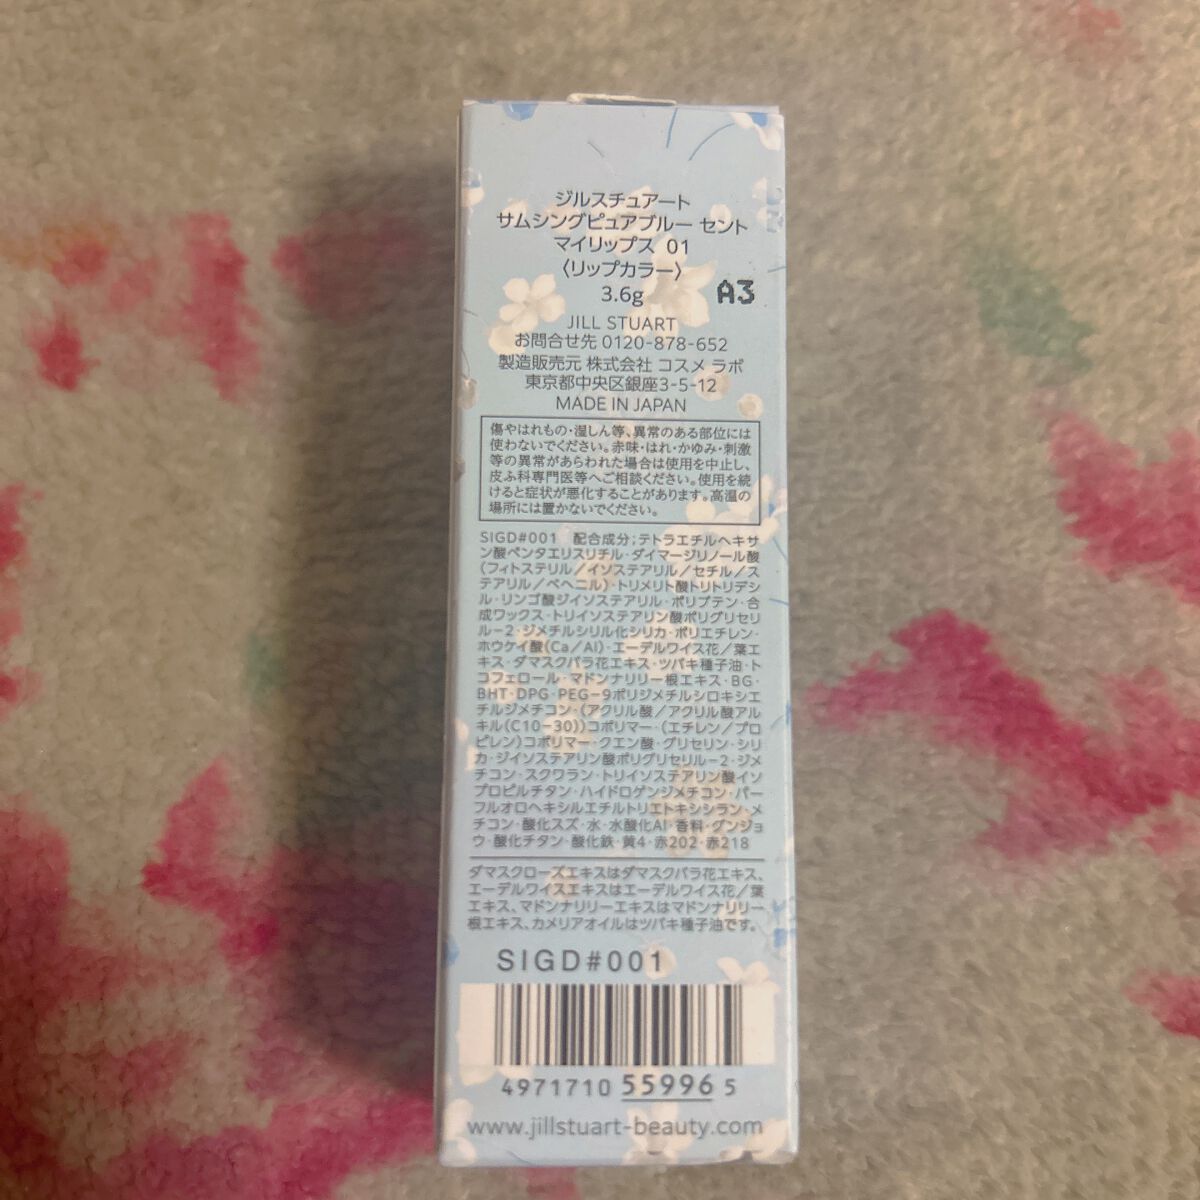 ジルスチュアート
サムシングピュアブルー セント
マイリップス 01
〈リップカラー〉
3.6g
A3
JILL STUART
お問合せ先 0120-878-652
製造販売元 株式会社 コスメ ラボ
東京都中央区銀座3-5-12
MADE IN JAPAN
傷やはれもの・湿しん等、異常のある部位には
使わないでください。赤味・はれ・かゆみ・刺激
等の異常があらわれた場合は使用を中止し、
皮ふ科専門医等へご相談ください。使用を続
けると症状が悪化することがあります。高温の
場所には置かないでください。
SIGD#001 配合成分；テトラエチルヘキサ
ン酸ペンタエリスリチル・ダイマージリノール酸
（フィトステリル／イソステアリル／セチル／ス
テアリル／ベヘニル）・トリメリト酸トリトリデシ
ル・リンゴ酸ジイソステアリル・ポリブテン・合
成ワックス・トリイソステアリン酸ポリグリセリ
ル－2・ジメチルシリル化シリカ・ポリエチレン・
ホウケイ酸(Ca／Al)・エーデルワイス花／葉エ
キス・ダマスクバラ花エキス・ツバキ種子油・ト
コフェロール・マドンナリリー根エキス・BG・
BHT・DPG・PEG－9ポリジメチルシロキシエ
チルジメチコン・（アクリル酸／アクリル酸アル
キル(C10－30)）コポリマー・（エチレン／プロ
ピレン）コポリマー・クエン酸・グリセリン・シリ
カ・ジイソステアリン酸ポリグリセリル－2・ジメ
チコン・スクワラン・トリイソステアリン酸イソ
プロピルチタン・ハイドロゲンジメチコン・パー
フルオロヘキシルエチルトリエトキシシラン・メ
チコン・酸化スズ・水・水酸化Al・香料・グンジョ
ウ・酸化チタン・酸化鉄・黄4・赤202・赤218
ダマスクローズエキスはダマスクバラ花エキス、
エーデルワイスエキスはエーデルワイス花／葉
エキス、マドンナリリーエキスはマドンナリリー
根エキス、カメリアオイルはツバキ種子油です。
SIGD#001
4971710 559965
www.jillstuart-beauty.com